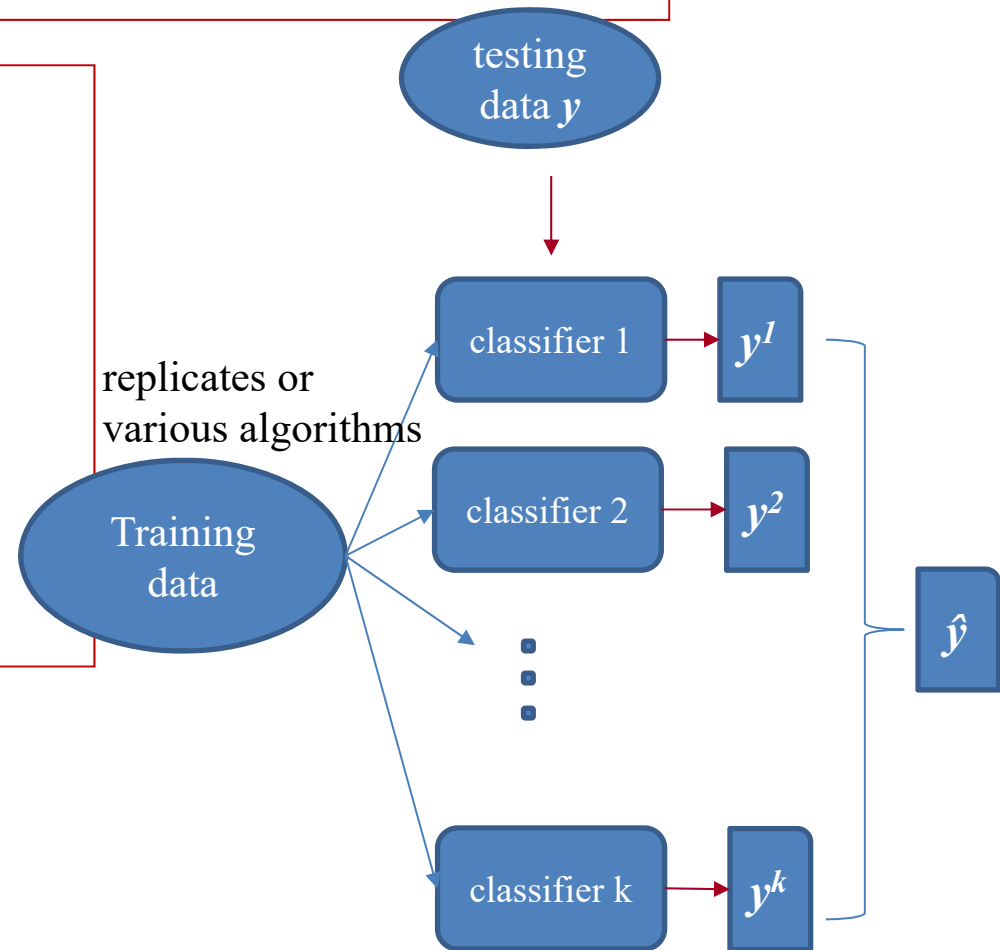 testing
data y
classifier 1
y¹
replicates or
various algorithms
classifier 2
y²
Training
data
ŷ
classifier k
yᵏ